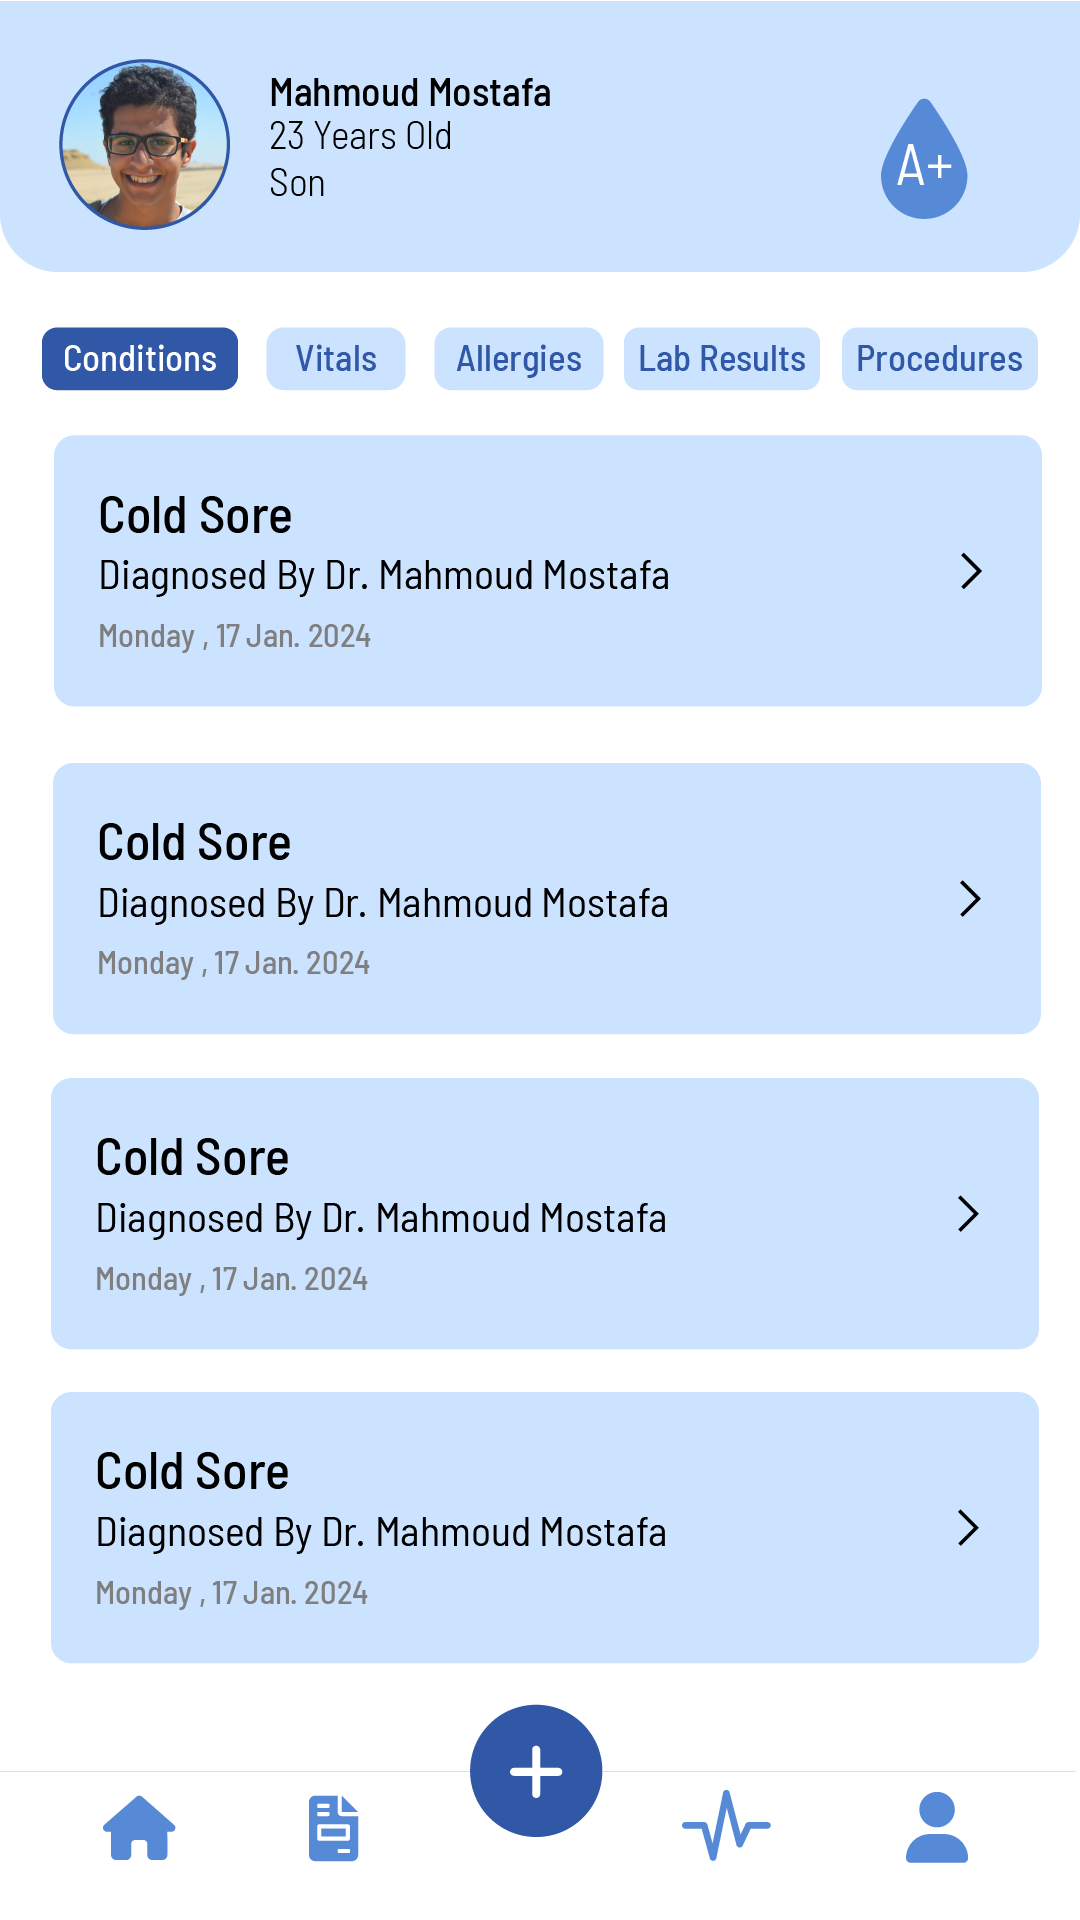 Mahmoud Mostafa
23 Years Old
Son
A+
Conditions Vitals Allergies Lab Results Procedures
Cold Sore
Diagnosed By Dr. Mahmoud Mostafa
Monday , 17 Jan. 2024
Cold Sore
Diagnosed By Dr. Mahmoud Mostafa
Monday , 17 Jan. 2024
Cold Sore
Diagnosed By Dr. Mahmoud Mostafa
Monday , 17 Jan. 2024
Cold Sore
Diagnosed By Dr. Mahmoud Mostafa
Monday , 17 Jan. 2024